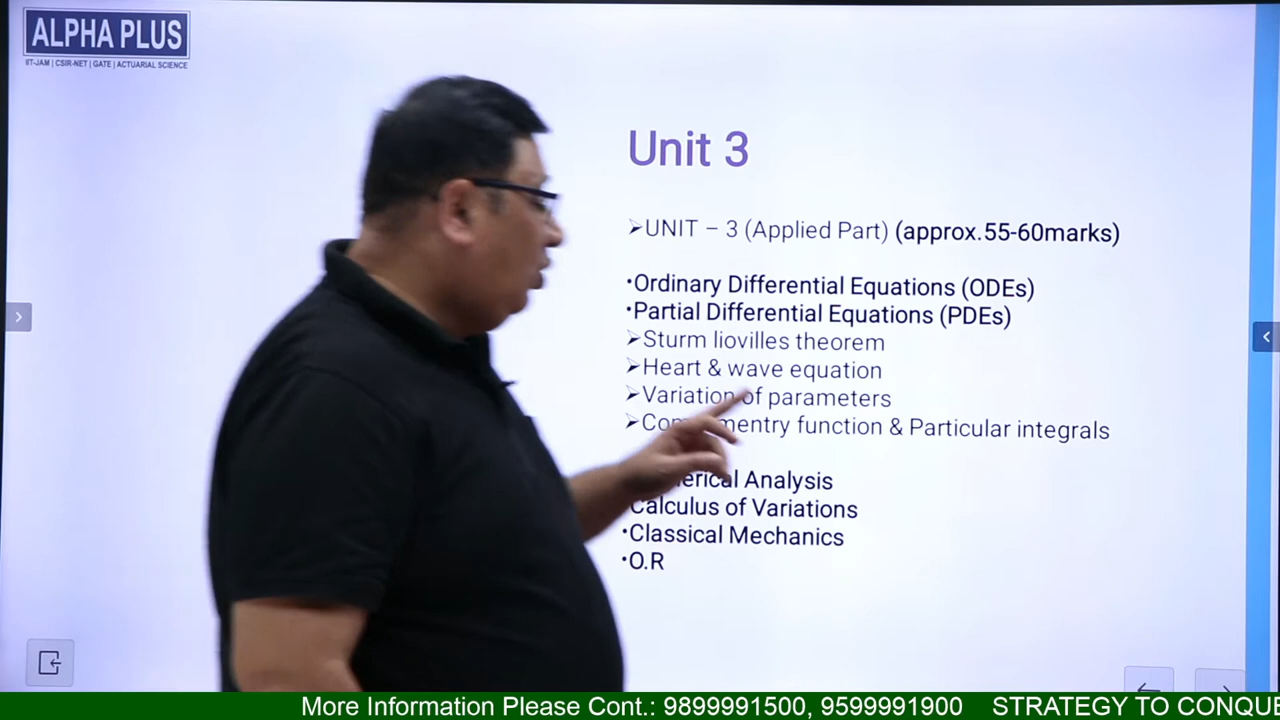 ALPHA PLUS
IIT-JAM | CSIR-NET | GATE | ACTUARIAL SCIENCE
Unit 3
➢UNIT – 3 (Applied Part) (approx.55-60marks)
•Ordinary Differential Equations (ODEs)
•Partial Differential Equations (PDEs)
➢Sturm liovilles theorem
➢Heart & wave equation
➢Variation of parameters
➢ function & Particular integrals
Analysis
Calculus of Variations
•Classical Mechanics
•O.R
More Information Please Cont.: 9899991500, 9599991900 STRATEGY TO